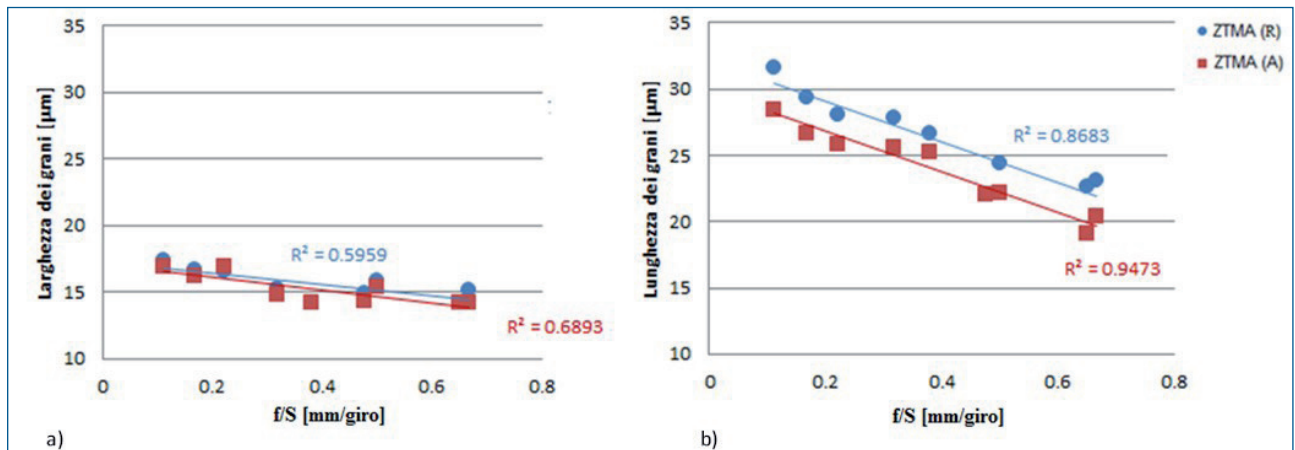 35
30
25
20
15
10
Larghezza dei grani [µm]
R² = 0.5959
R² = 0.6893
0 0.2 0.4 0.6 0.8
f/S [mm/giro]
a)
35
30
25
20
15
10
Lunghezza dei grani [µm]
ZTMA (R)
ZTMA (A)
R² = 0.8683
R² = 0.9473
0 0.2 0.4 0.6 0.8
f/S [mm/giro]
b)